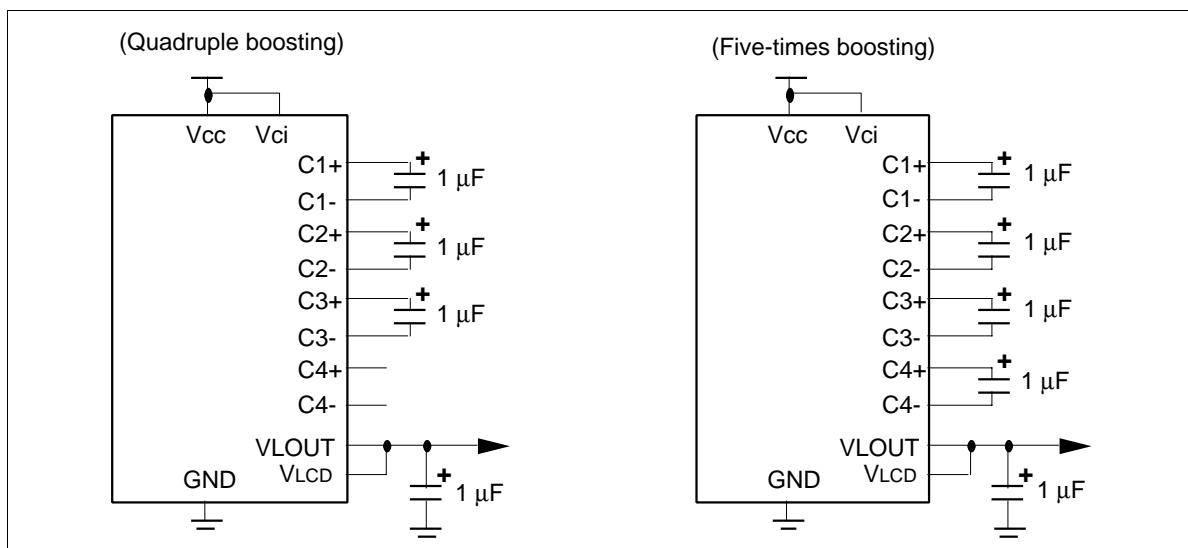 (Quadruple boosting)
Vcc Vci
C1+
+
1 µF
C1-
C2+
+
1 µF
C2-
C3+
+
1 µF
C3-
C4+
C4-
VLOUT
VLCD
GND
+
1 µF
(Five-times boosting)
Vcc Vci
C1+
+
1 µF
C1-
C2+
+
1 µF
C2-
C3+
+
1 µF
C3-
C4+
+
1 µF
C4-
VLOUT
VLCD
GND
+
1 µF